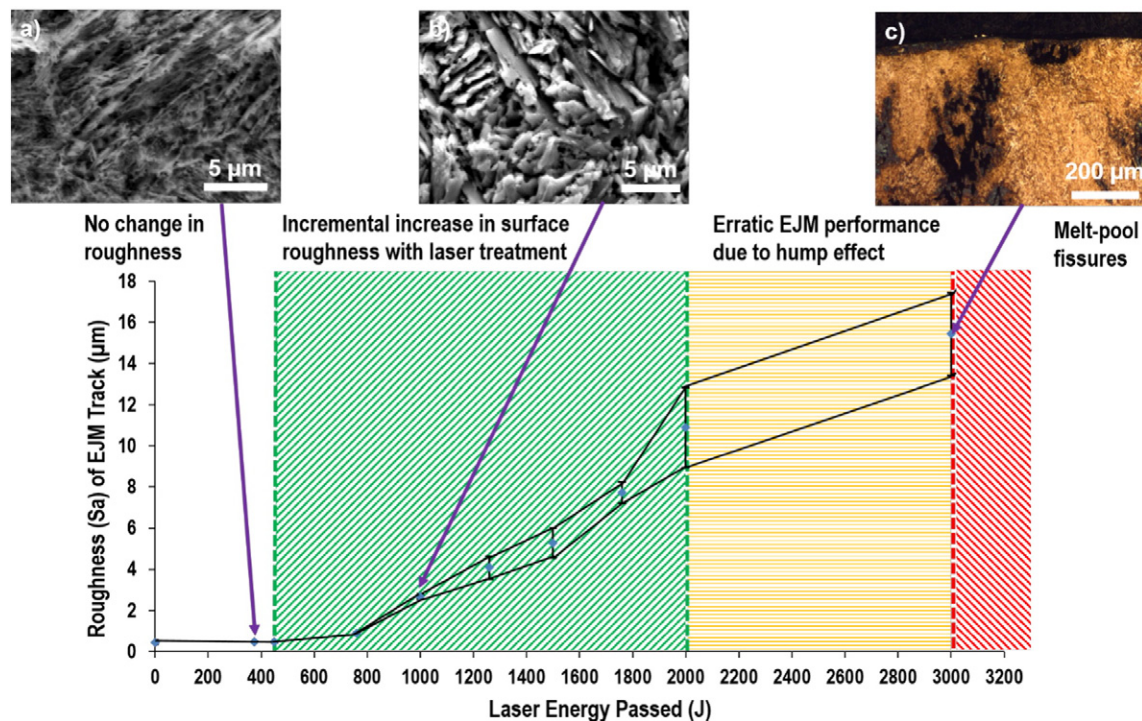 a)
5 µm
b)
5 µm
c)
200 µm
No change in
roughness
Incremental increase in surface
roughness with laser treatment
Erratic EJM performance
due to hump effect
Melt-pool
fissures
Roughness (Sa) of EJM Track (µm)
18
16
14
12
10
8
6
4
2
0
0 200 400 600 800 1000 1200 1400 1600 1800 2000 2200 2400 2600 2800 3000 3200
Laser Energy Passed (J)